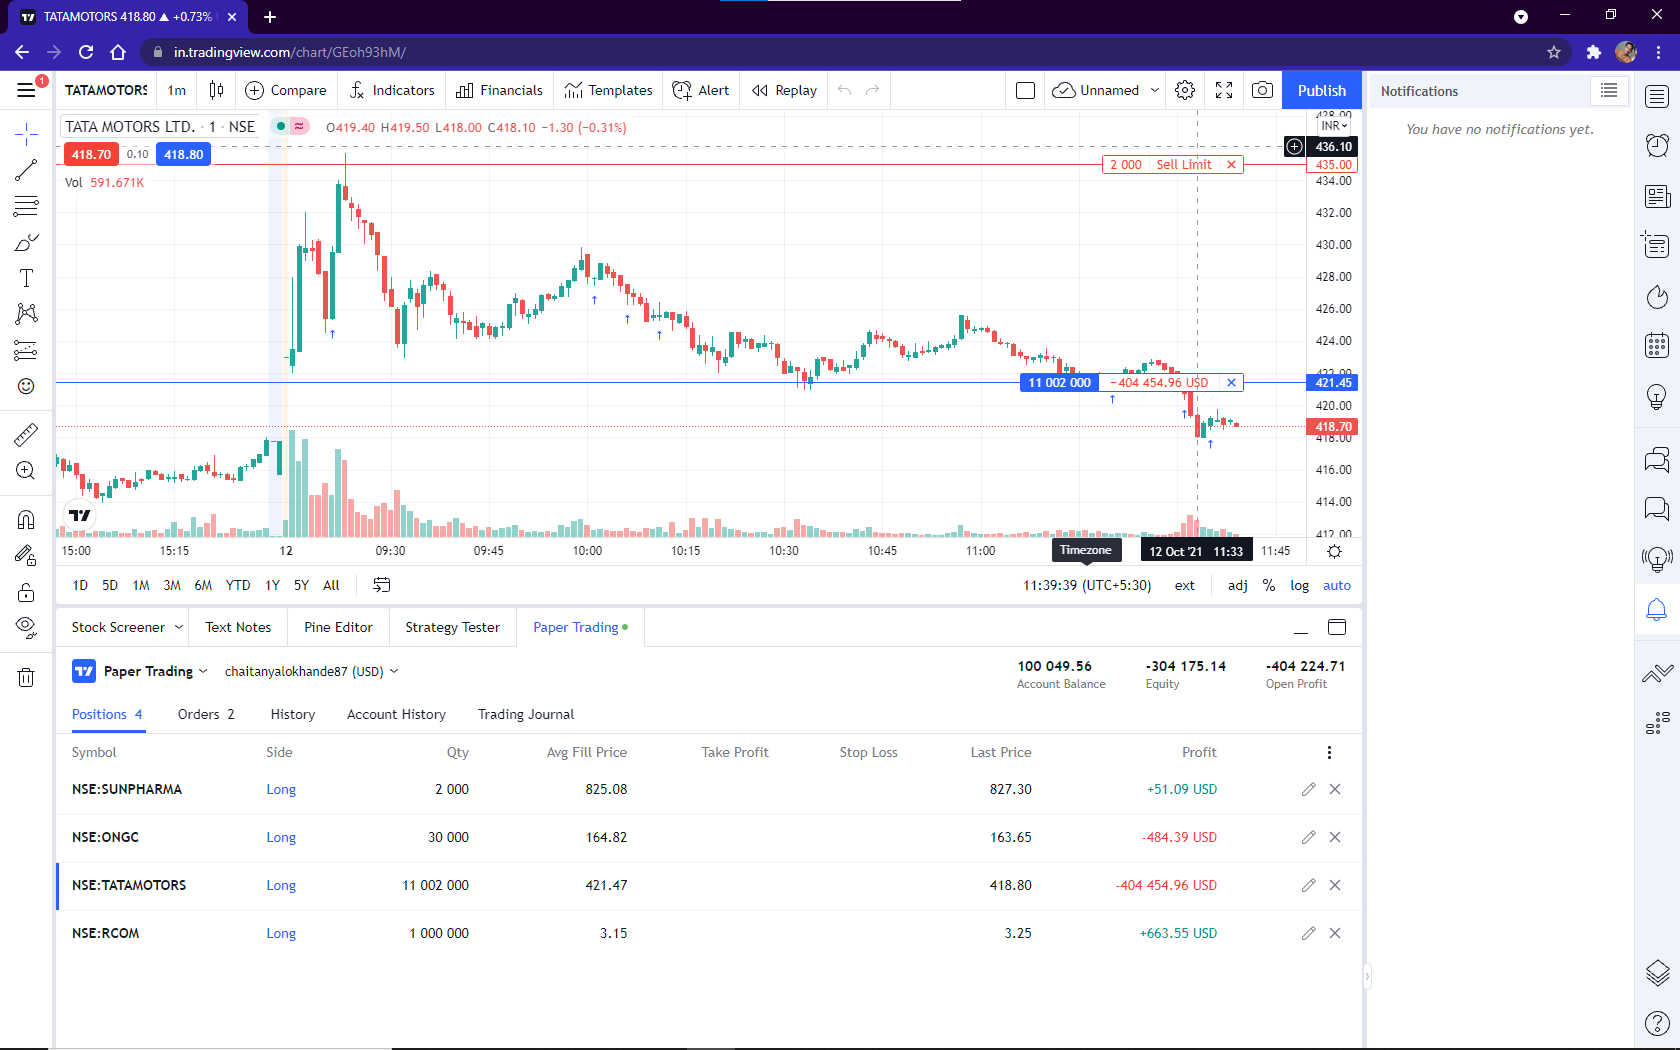 TATAMOTORS 418.80 ▲ +0.73%
in.tradingview.com/chart/GEoh93hM/
1
TATAMOTORS 1m Compare Indicators Financials Templates Alert Replay Unnamed Publish
Notifications
You have no notifications yet.
TATA MOTORS LTD. · 1 · NSE O419.40 H419.50 L418.00 C418.10 −1.30 (−0.31%)
INR
418.70 0.10 418.80
Vol 591.671K
436.10
2 000 Sell Limit 435.00
434.00
432.00
430.00
428.00
426.00
424.00
11 002 000 −404 454.96 USD 421.45
420.00
418.70
418.00
416.00
414.00
412.00
15:00 15:15 12 09:30 09:45 10:00 10:15 10:30 10:45 11:00 Timezone 12 Oct '21 11:33 11:45
1D 5D 1M 3M 6M YTD 1Y 5Y All 11:39:39 (UTC+5:30) ext adj % log auto
Stock Screener Text Notes Pine Editor Strategy Tester Paper Trading
Paper Trading chaitanyalokhande87 (USD)
100 049.56 -304 175.14 -404 224.71
Account Balance Equity Open Profit
Positions 4 Orders 2 History Account History Trading Journal
Symbol Side Qty Avg Fill Price Take Profit Stop Loss Last Price Profit
NSE:SUNPHARMA Long 2 000 825.08 827.30 +51.09 USD
NSE:ONGC Long 30 000 164.82 163.65 -484.39 USD
NSE:TATAMOTORS Long 11 002 000 421.47 418.80 -404 454.96 USD
NSE:RCOM Long 1 000 000 3.15 3.25 +663.55 USD